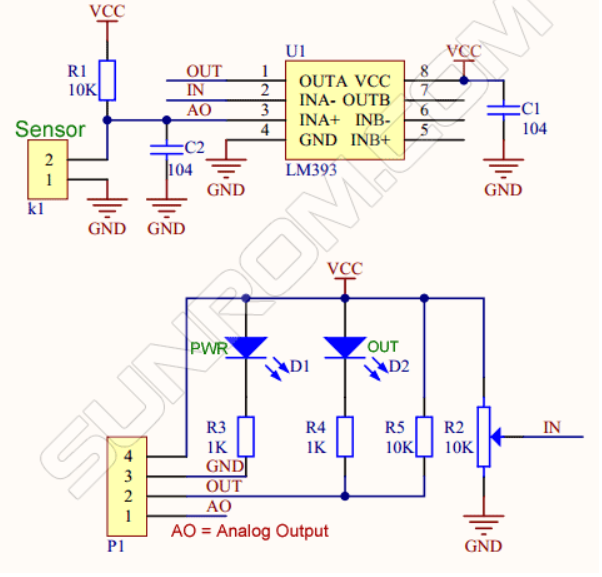 VCC
R1
10K
Sensor
2
1
k1
GND
GND
C2
104
OUT
IN
AO
1
2
3
4
GND
U1
OUTA VCC
INA- OUTB
INA+ INB-
GND INB+
LM393
8
7
6
5
VCC
C1
104
GND
VCC
PWR
D1
OUT
D2
R3
1K
R4
1K
R5
10K
R2
10K
IN
GND
4
3
2
1
P1
GND
OUT
AO
AO = Analog Output
SUNROM.COM